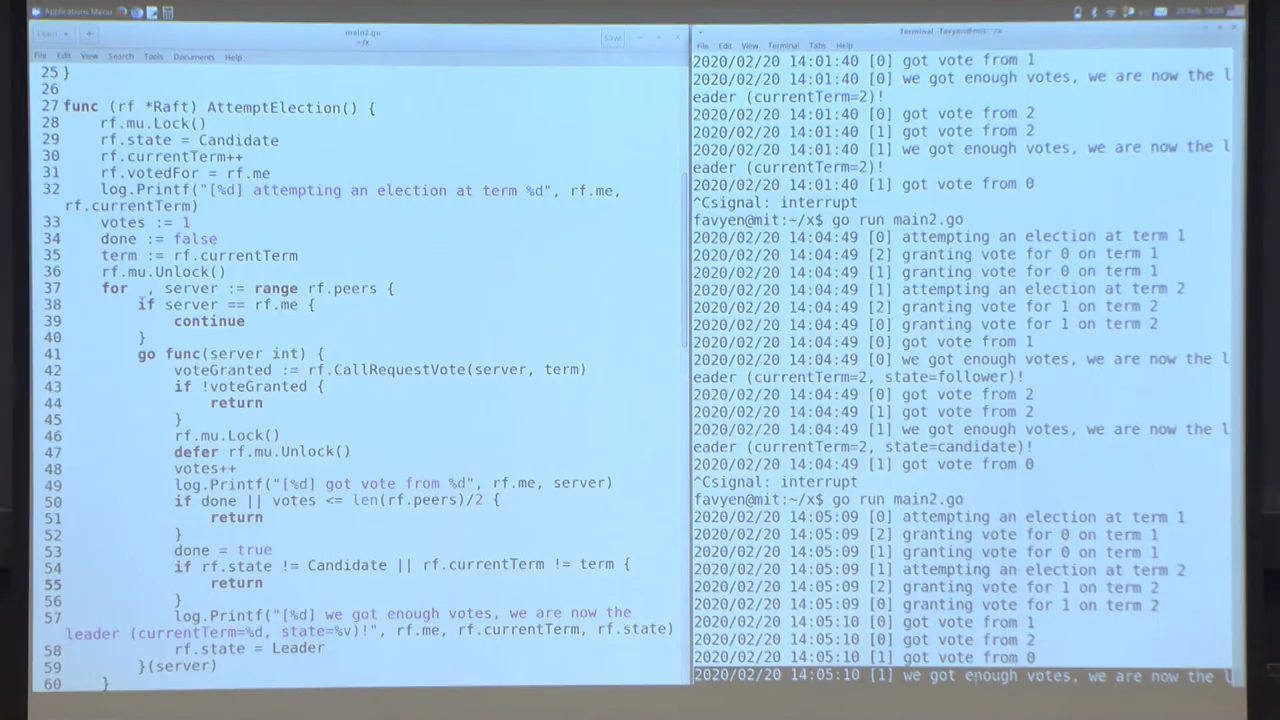 Applications Menu
20 Feb, 14:05
Open
main2.go
~/x
Save
File Edit View Search Tools Documents Help
25 }
26
27 func (rf *Raft) AttemptElection() {
28 rf.mu.Lock()
29 rf.state = Candidate
30 rf.currentTerm++
31 rf.votedFor = rf.me
32 log.Printf("[%d] attempting an election at term %d", rf.me,
rf.currentTerm)
33 votes := 1
34 done := false
35 term := rf.currentTerm
36 rf.mu.Unlock()
37 for _, server := range rf.peers {
38 if server == rf.me {
39 continue
40 }
41 go func(server int) {
42 voteGranted := rf.CallRequestVote(server, term)
43 if !voteGranted {
44 return
45 }
46 rf.mu.Lock()
47 defer rf.mu.Unlock()
48 votes++
49 log.Printf("[%d] got vote from %d", rf.me, server)
50 if done || votes <= len(rf.peers)/2 {
51 return
52 }
53 done = true
54 if rf.state != Candidate || rf.currentTerm != term {
55 return
56 }
57 log.Printf("[%d] we got enough votes, we are now the
leader (currentTerm=%d, state=%v)!", rf.me, rf.currentTerm, rf.state)
58 rf.state = Leader
59 }(server)
60 }
Terminal - favyen@mit: ~/x
File Edit View Terminal Tabs Help
2020/02/20 14:01:40 [0] got vote from 1
2020/02/20 14:01:40 [0] we got enough votes, we are now the l
eader (currentTerm=2)!
2020/02/20 14:01:40 [0] got vote from 2
2020/02/20 14:01:40 [1] got vote from 2
2020/02/20 14:01:40 [1] we got enough votes, we are now the l
eader (currentTerm=2)!
2020/02/20 14:01:40 [1] got vote from 0
^Csignal: interrupt
favyen@mit:~/x$ go run main2.go
2020/02/20 14:04:49 [0] attempting an election at term 1
2020/02/20 14:04:49 [2] granting vote for 0 on term 1
2020/02/20 14:04:49 [1] granting vote for 0 on term 1
2020/02/20 14:04:49 [1] attempting an election at term 2
2020/02/20 14:04:49 [2] granting vote for 1 on term 2
2020/02/20 14:04:49 [0] granting vote for 1 on term 2
2020/02/20 14:04:49 [0] got vote from 1
2020/02/20 14:04:49 [0] we got enough votes, we are now the l
eader (currentTerm=2, state=follower)!
2020/02/20 14:04:49 [0] got vote from 2
2020/02/20 14:04:49 [1] got vote from 2
2020/02/20 14:04:49 [1] we got enough votes, we are now the l
eader (currentTerm=2, state=candidate)!
2020/02/20 14:04:49 [1] got vote from 0
^Csignal: interrupt
favyen@mit:~/x$ go run main2.go
2020/02/20 14:05:09 [0] attempting an election at term 1
2020/02/20 14:05:09 [2] granting vote for 0 on term 1
2020/02/20 14:05:09 [1] granting vote for 0 on term 1
2020/02/20 14:05:09 [1] attempting an election at term 2
2020/02/20 14:05:09 [2] granting vote for 1 on term 2
2020/02/20 14:05:09 [0] granting vote for 1 on term 2
2020/02/20 14:05:10 [0] got vote from 1
2020/02/20 14:05:10 [0] got vote from 2
2020/02/20 14:05:10 [1] got vote from 0
2020/02/20 14:05:10 [1] we got enough votes, we are now the l